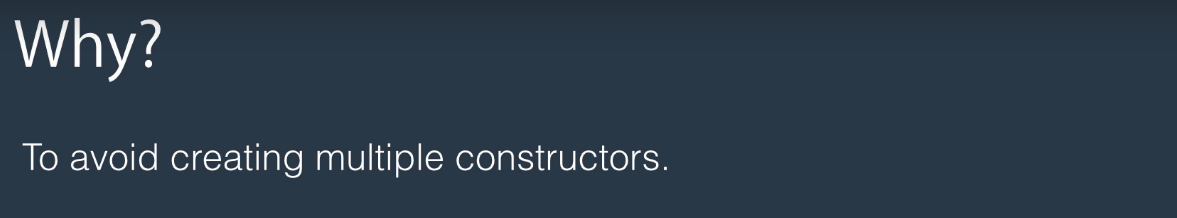 Why?
To avoid creating multiple constructors.